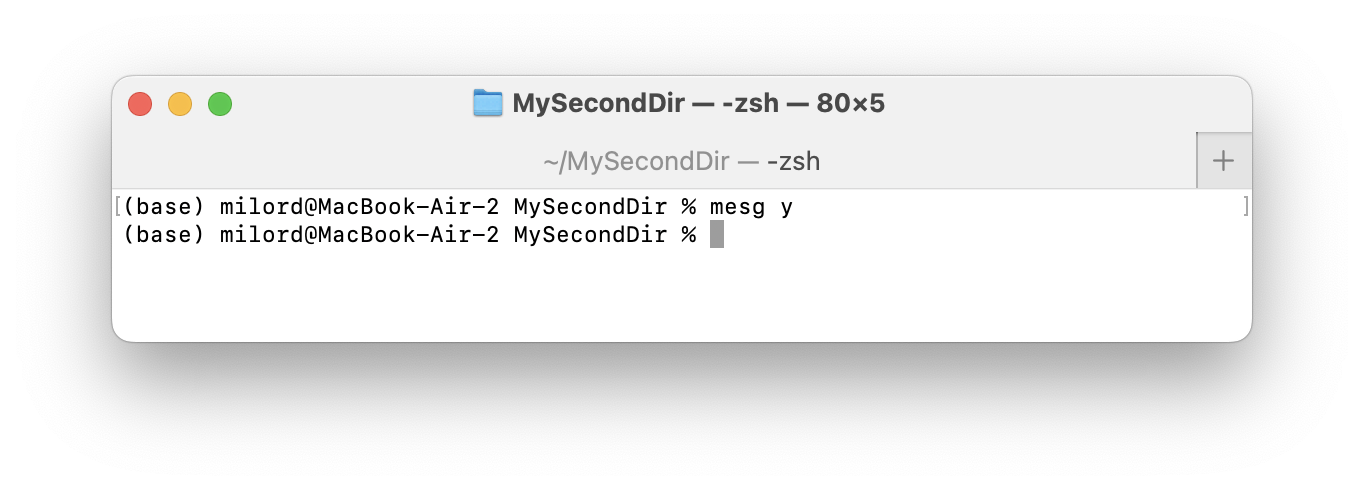 MySecondDir — -zsh — 80×5
~/MySecondDir — -zsh
[(base) milord@MacBook-Air-2 MySecondDir % mesg y ]
(base) milord@MacBook-Air-2 MySecondDir %